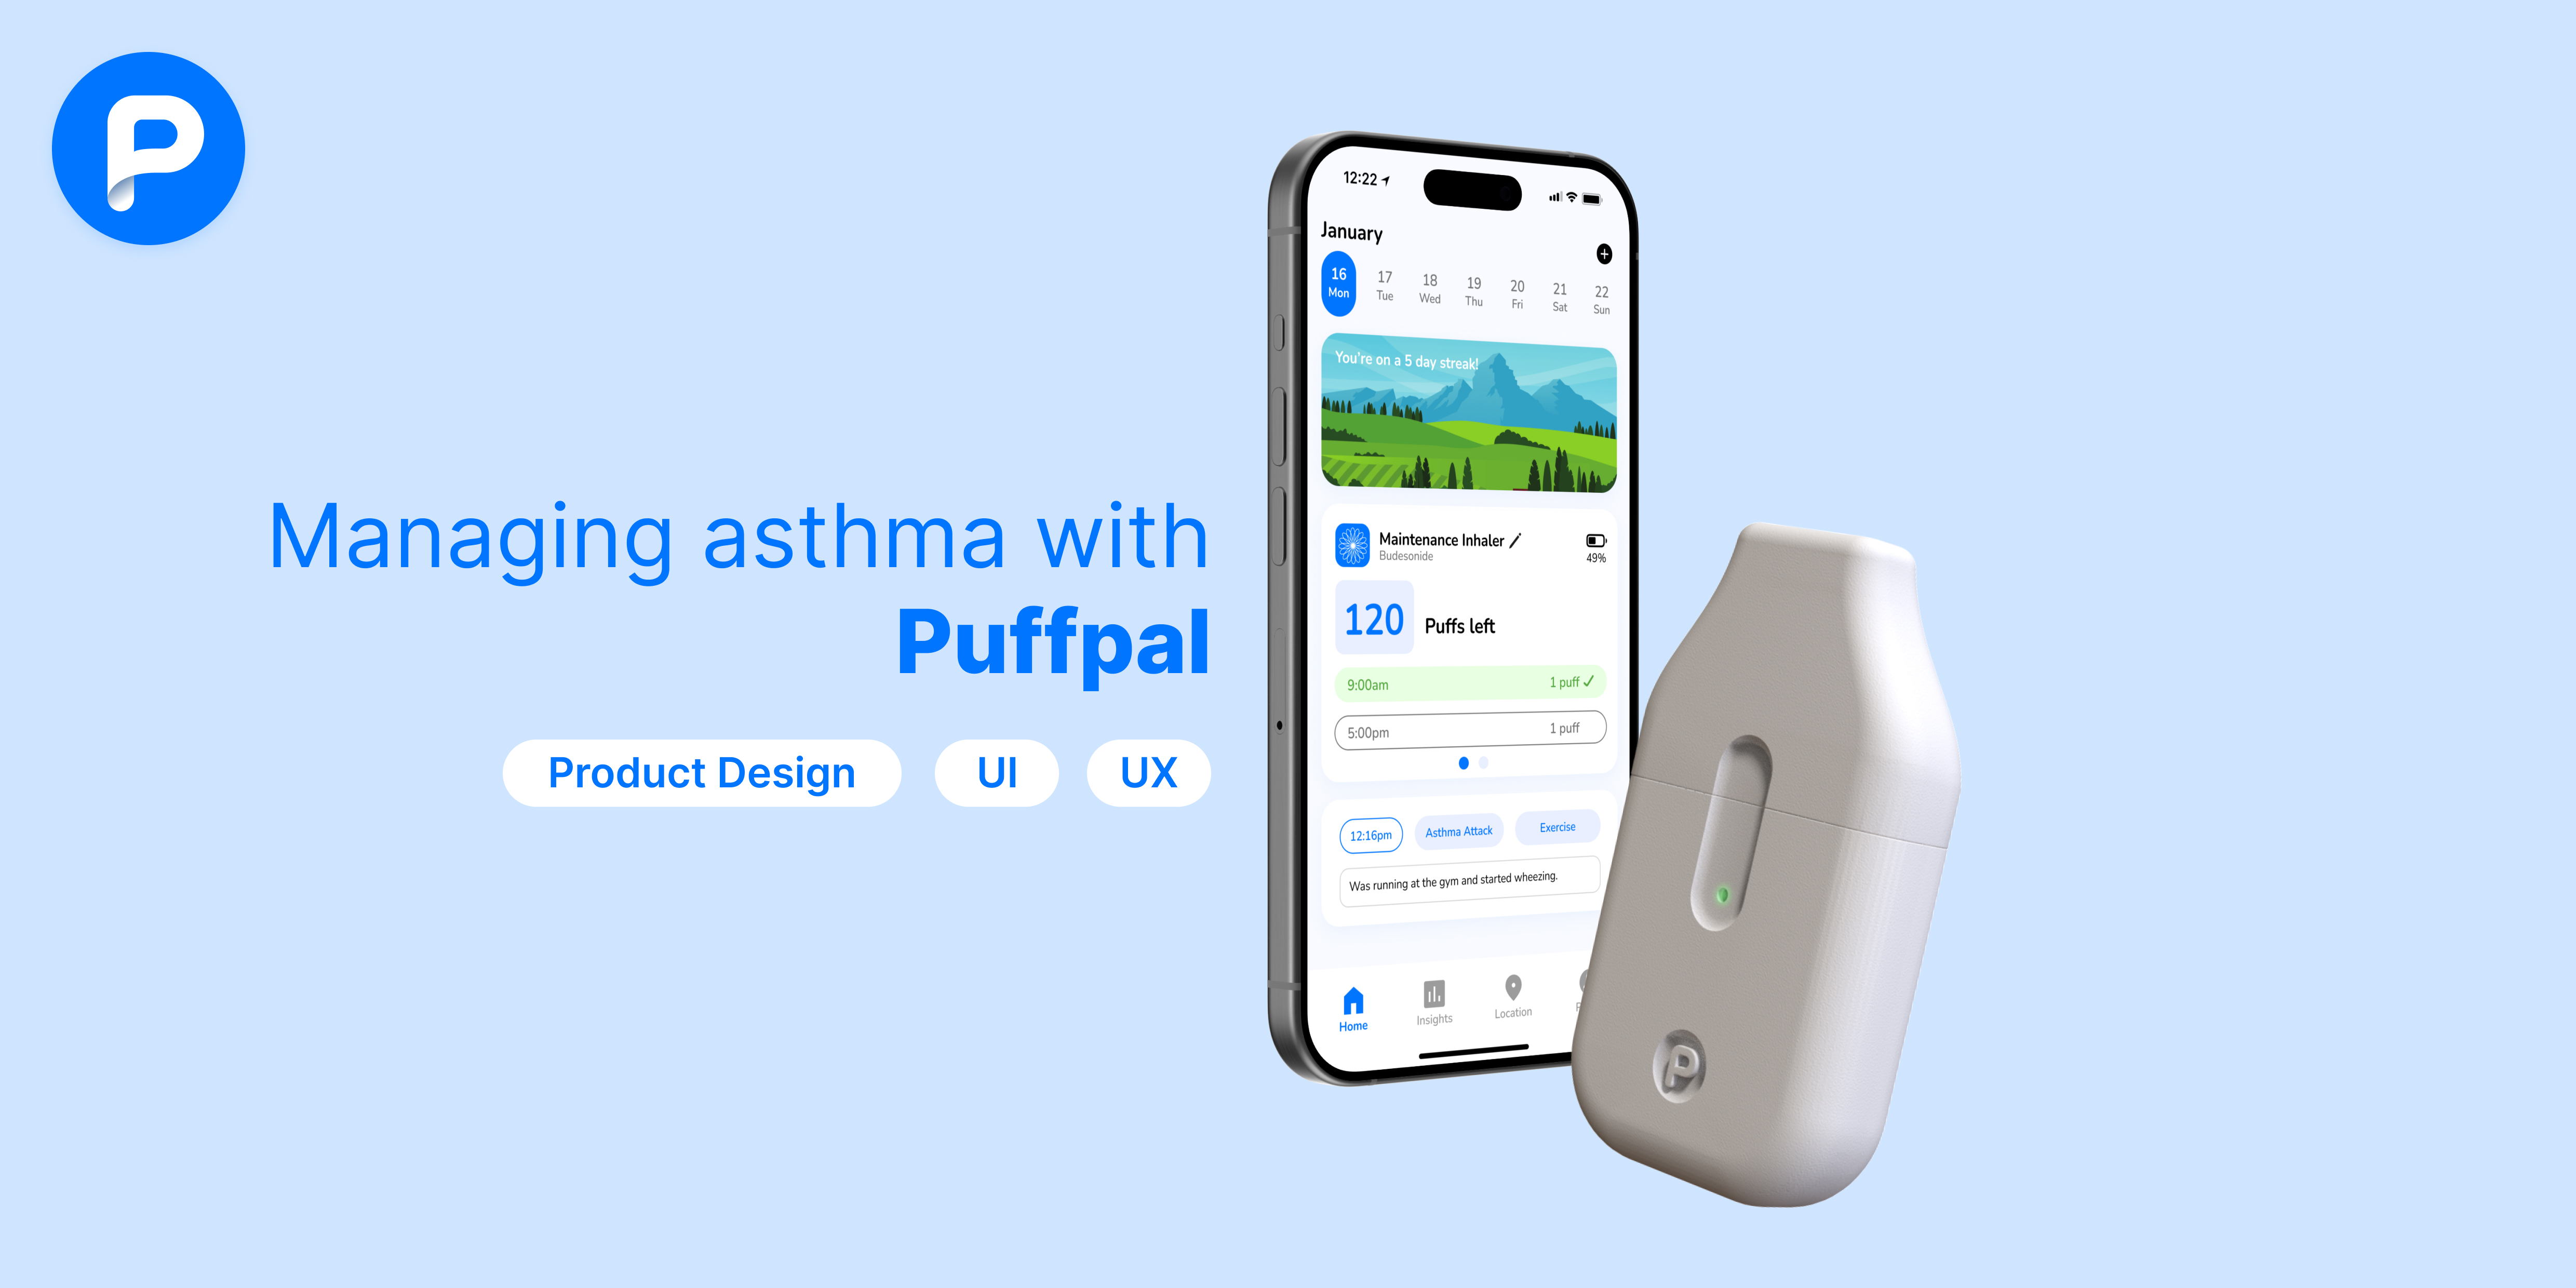 P
Managing asthma with
Puffpal
Product Design UI UX
12:22
January
16 17 18 19 20 21 22
Mon Tue Wed Thu Fri Sat Sun
You're on a 5 day streak!
Maintenance Inhaler
Budesonide
49%
120 Puffs left
9:00am 1 puff
5:00pm 1 puff
12:16pm Asthma Attack Exercise
Was running at the gym and started wheezing.
Home Insights Location
P